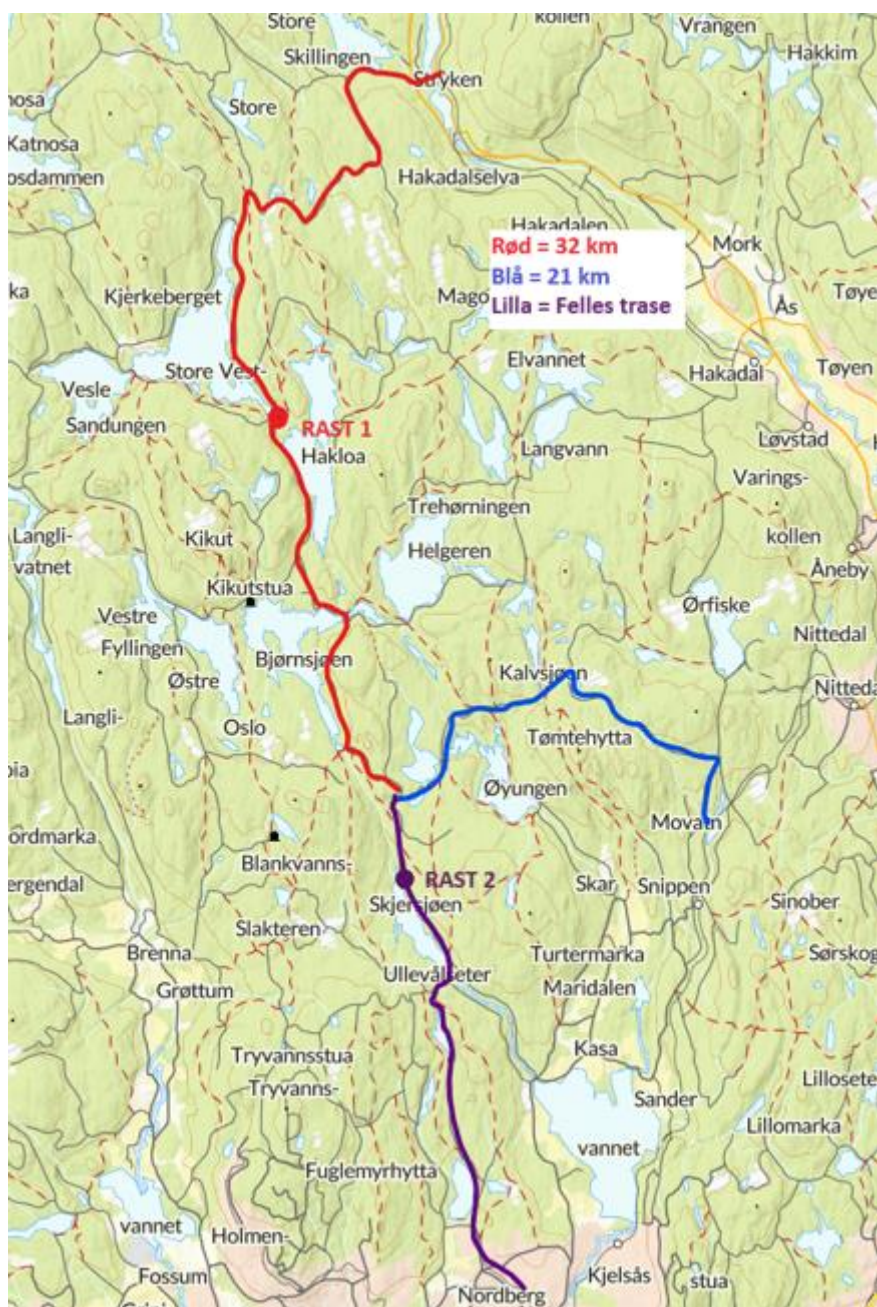 Store
kollen
Vrangen
Skillingen
Hakkim
Stryken
nosa
Store
Katnosa
osdammen
Hakadalselva
Hakadalen
Rød = 32 km
Mork
Blå = 21 km
ka
Kjerkeberget
Mago
Tøye
Lilla = Felles trase
Ås
Elvannet
Store Vest-
Hakadal
Tøyen
Vesle
Sandungen
RAST 1
Løvstad
Hakloa
Langvann
Varings-
Trehørningen
Langli-
Kikut
kollen
vatnet
Helgeren
Åneby
Kikutstua
Vestre
Ørfiske
Fyllingen
Nittedal
Bjørnsjøen
Kalvsjøen
Østre
Nitteda
Langli-
Oslo
Tømtehytta
oia
Øyungen
Movatn
ordmarka
Blankvanns-
RAST 2
ergendal
Skar
Snippen
Skjersjøen
Sinober
Slakteren
Brenna
Turtermarka
Sørskog
Ullevålseter
Grøttum
Maridalen
Tryvannsstua
Kasa
Tryvanns-
Lilloseter
Sander
Lillomarka
vannet
Fuglemyrhytta
vannet
Holmen-
Fossum
Kjelsås
stua
Nordberg